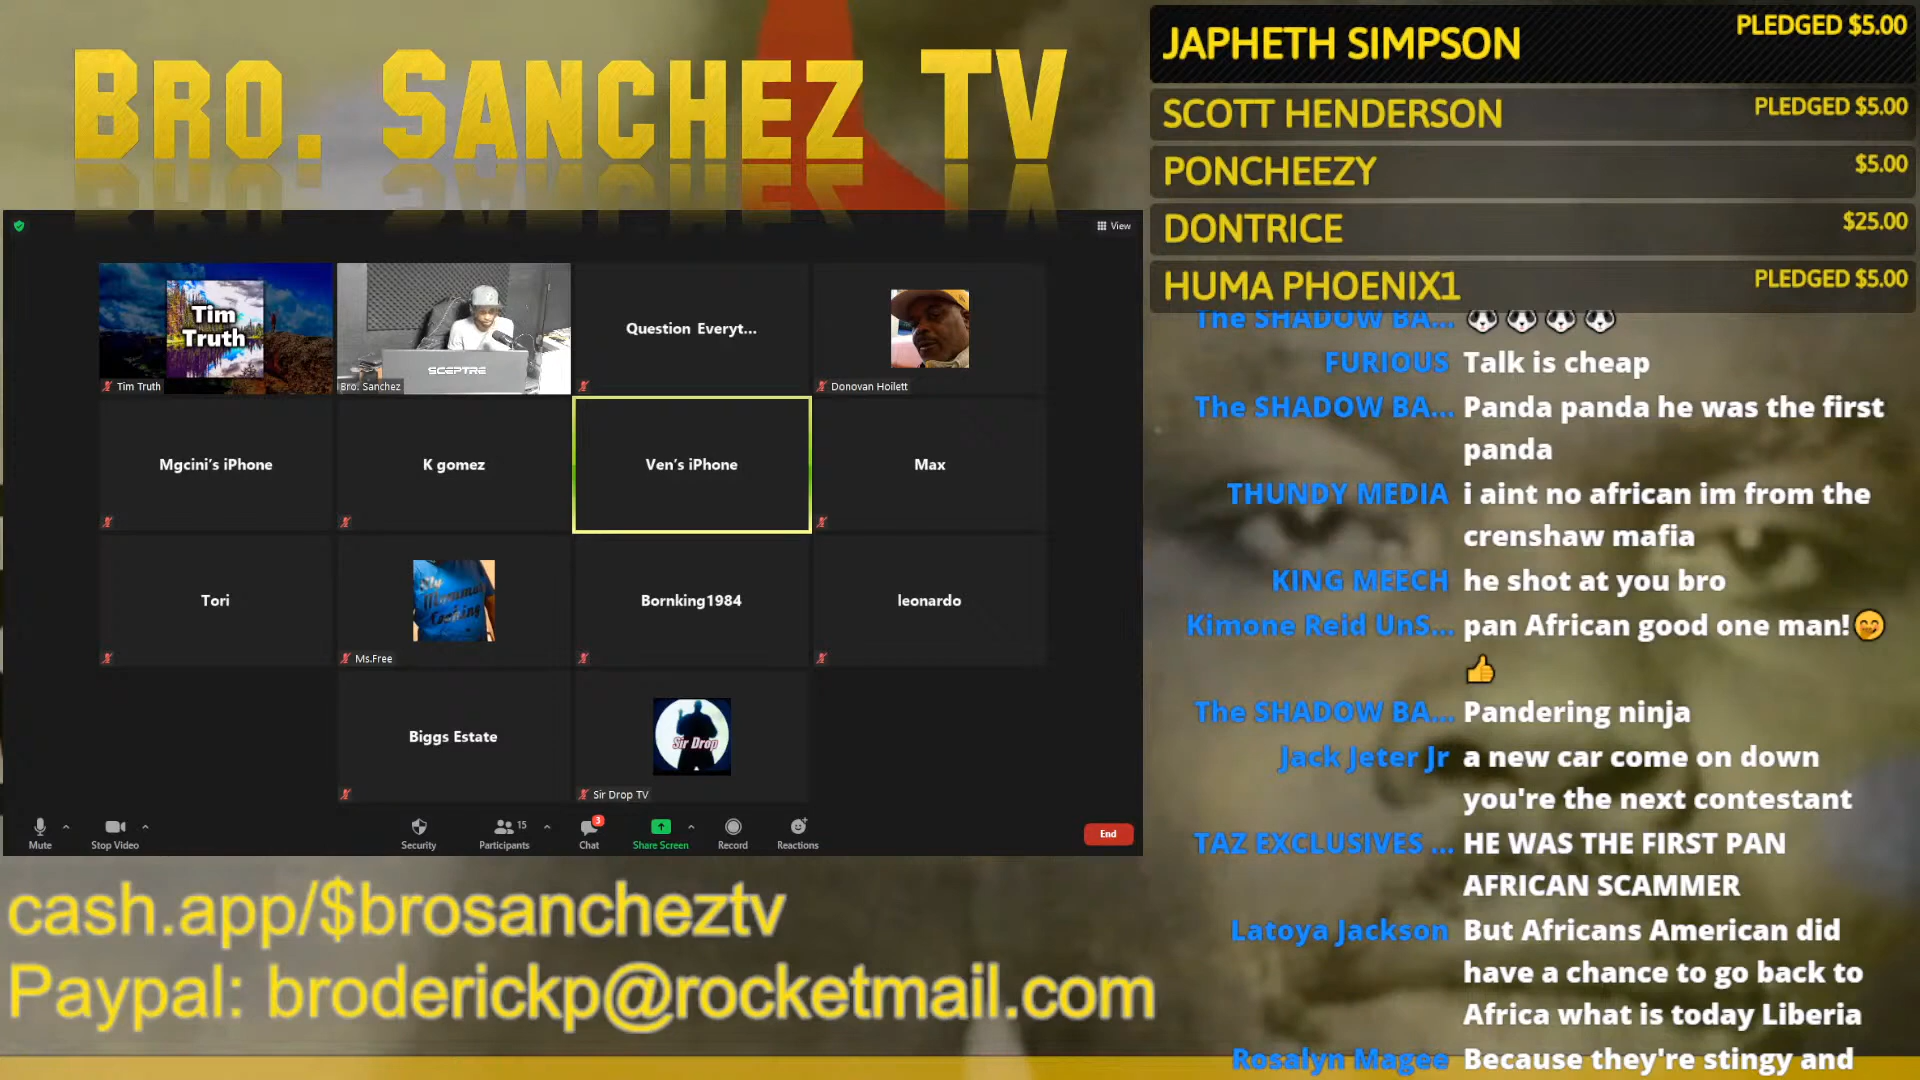 BRO. SANCHEZ TV
JAPHETH SIMPSON
PLEDGED $5.00
SCOTT HENDERSON
PLEDGED $5.00
PONCHEEZY
$5.00
DONTRICE
$25.00
HUMA PHOENIX1
PLEDGED $5.00
View
Tim
Truth
Tim Truth
SCEPTRE
Bro. Sanchez
Question Everyt...
Donovan Hoilett
Mgcini's iPhone
K gomez
Ven's iPhone
Max
Tori
Ms.Free
Bornking1984
leonardo
Biggs Estate
Sir Drop
Sir Drop TV
Mute
Stop Video
Security
15
Participants
3
Chat
Share Screen
Record
Reactions
End
cash.app/$brosancheztv
Paypal: broderickp@rocketmail.com
The SHADOW BA... 🐼🐼🐼🐼
FURIOUS Talk is cheap
The SHADOW BA... Panda panda he was the first
panda
THUNDY MEDIA i aint no african im from the
crenshaw mafia
KING MEECH he shot at you bro
Kimone Reid UnS... pan African good one man!🤭
👍
The SHADOW BA... Pandering ninja
Jack Jeter Jr a new car come on down
you're the next contestant
TAZ EXCLUSIVES ... HE WAS THE FIRST PAN
AFRICAN SCAMMER
Latoya Jackson But Africans American did
have a chance to go back to
Africa what is today Liberia
Rosalyn Magee Because they're stingy and